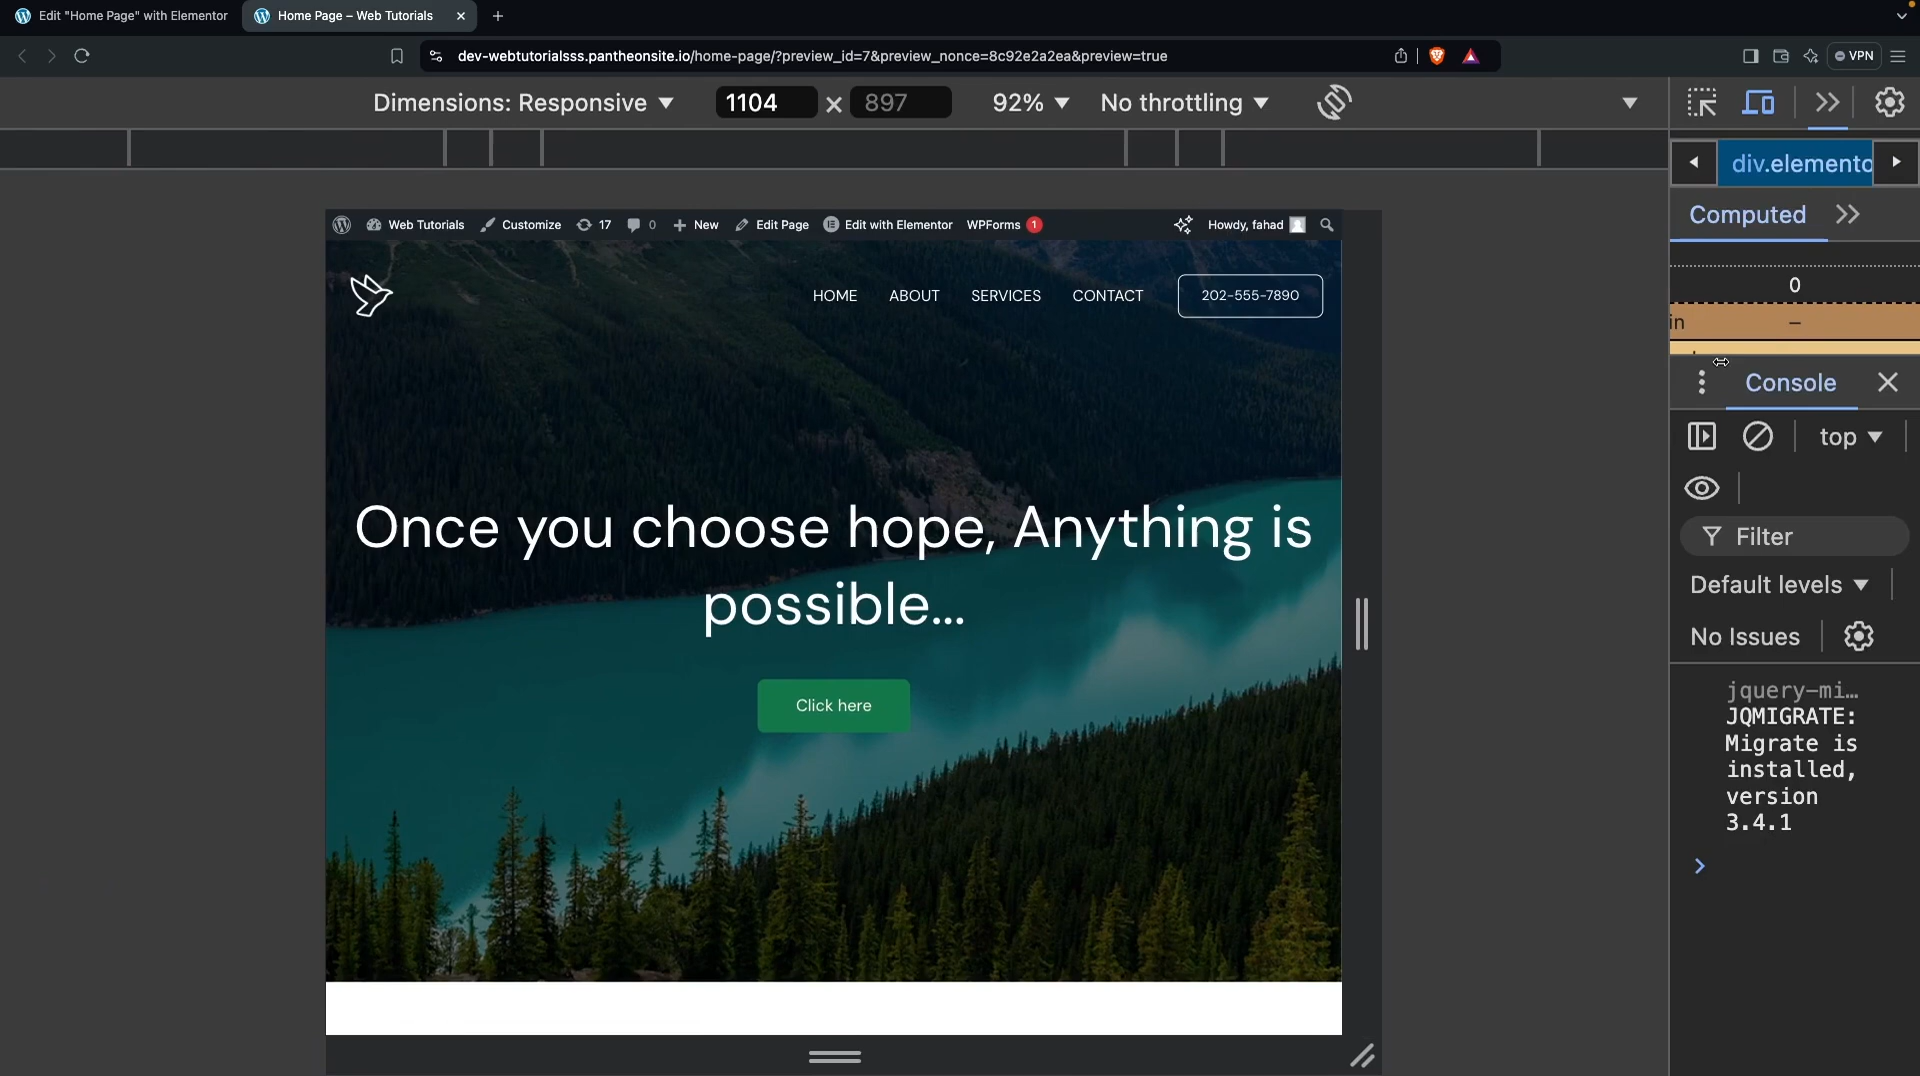 Edit "Home Page" with Elementor
Home Page – Web Tutorials
dev-webtutorialsss.pantheonsite.io/home-page/?preview_id=7&preview_nonce=8c92e2a2ea&preview=true
VPN
Dimensions: Responsive
1104
897
92%
No throttling
div.elemento
Computed
0
in
–
Web Tutorials
Customize
17
0
New
Edit Page
Edit with Elementor
WPForms 1
Howdy, fahad
HOME
ABOUT
SERVICES
CONTACT
202-555-7890
Once you choose hope, Anything is
possible...
Click here
Console
top
Filter
Default levels
No Issues
jquery-mi…
JQMIGRATE:
Migrate is
installed,
version
3.4.1